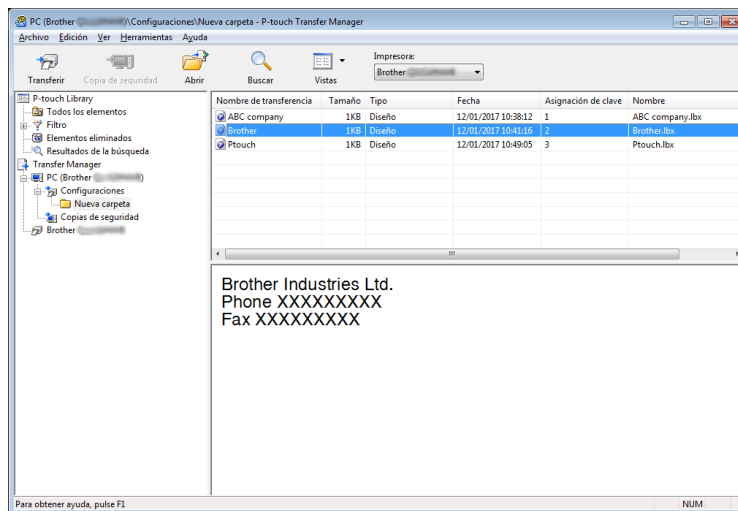 PC (Brother )\Configuraciones\Nueva carpeta - P-touch Transfer Manager
Archivo Edición Ver Herramientas Ayuda
Transferir Copia de seguridad Abrir Buscar Vistas
Impresora:
Brother
P-touch Library
Todos los elementos
Filtro
Elementos eliminados
Resultados de la búsqueda
Transfer Manager
PC (Brother )
Configuraciones
Nueva carpeta
Copias de seguridad
Brother
Nombre de transferencia Tamaño Tipo Fecha Asignación de clave Nombre
ABC company 1KB Diseño 12/01/2017 10:38:12 1 ABC company.lbx
Brother 1KB Diseño 12/01/2017 10:41:16 2 Brother.lbx
Ptouch 1KB Diseño 12/01/2017 10:49:05 3 Ptouch.lbx
Brother Industries Ltd.
Phone XXXXXXXXX
Fax XXXXXXXXX
Para obtener ayuda, pulse F1
NUM